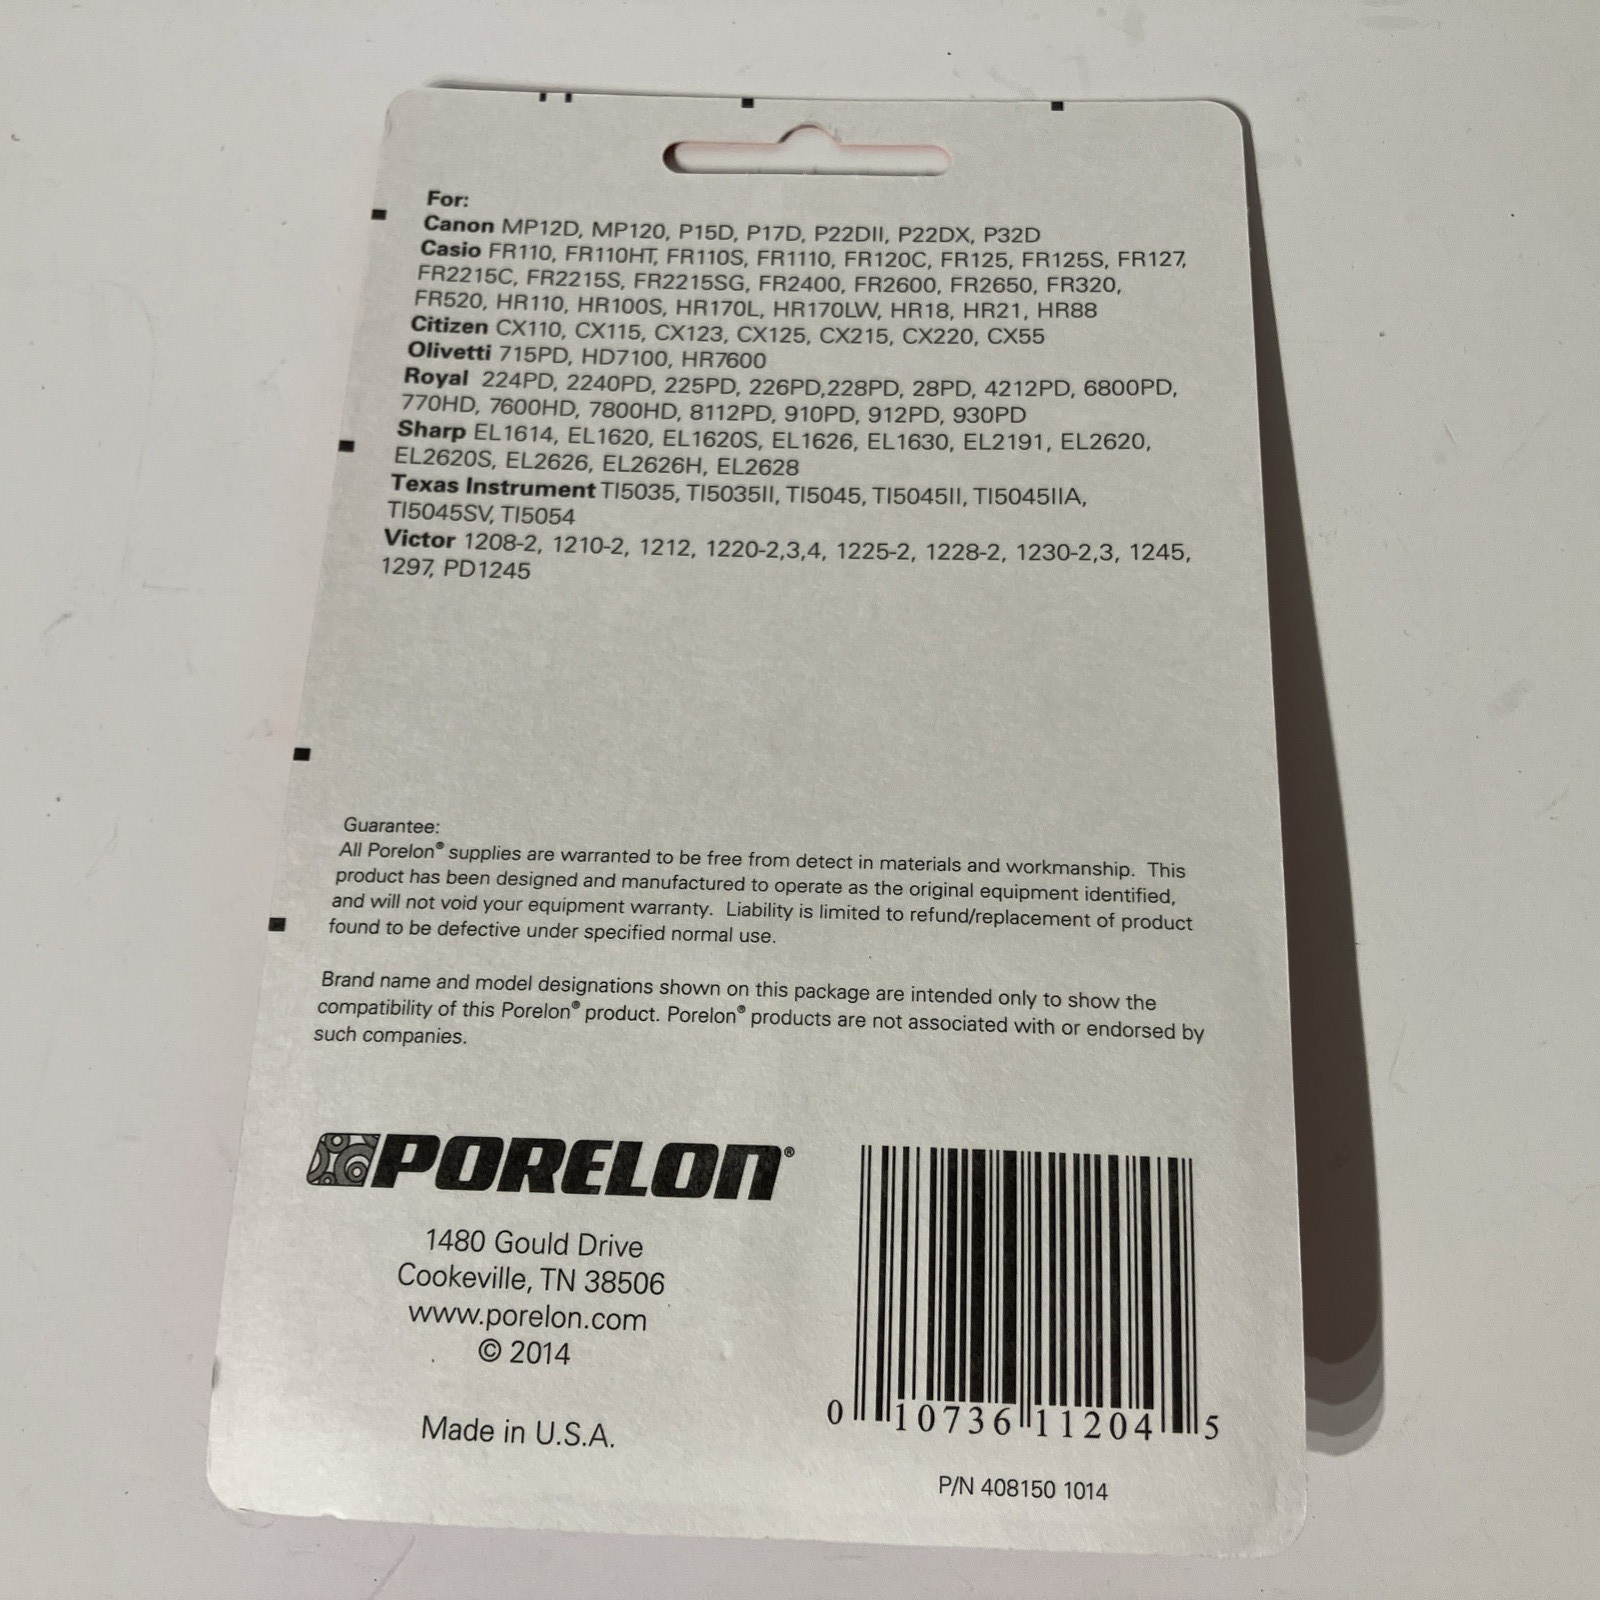 For:
Canon MP12D, MP120, P15D, P17D, P22DII, P22DX, P32D
Casio FR110, FR110HT, FR110S, FR1110, FR120C, FR125, FR125S, FR127,
FR2215C, FR2215S, FR2215SG, FR2400, FR2600, FR2650, FR320,
FR520, HR110, HR100S, HR170L, HR170LW, HR18, HR21, HR88
Citizen CX110, CX115, CX123, CX125, CX215, CX220, CX55
Olivetti 715PD, HD7100, HR7600
Royal 224PD, 2240PD, 225PD, 226PD,228PD, 28PD, 4212PD, 6800PD,
770HD, 7600HD, 7800HD, 8112PD, 910PD, 912PD, 930PD
Sharp EL1614, EL1620, EL1620S, EL1626, EL1630, EL2191, EL2620,
EL2620S, EL2626, EL2626H, EL2628
Texas Instrument TI5035, TI5035II, TI5045, TI5045II, TI5045IIA,
TI5045SV, TI5054
Victor 1208-2, 1210-2, 1212, 1220-2,3,4, 1225-2, 1228-2, 1230-2,3, 1245,
1297, PD1245
Guarantee:
All Porelon® supplies are warranted to be free from detect in materials and workmanship. This
product has been designed and manufactured to operate as the original equipment identified,
and will not void your equipment warranty. Liability is limited to refund/replacement of product
found to be defective under specified normal use.
Brand name and model designations shown on this package are intended only to show the
compatibility of this Porelon® product. Porelon® products are not associated with or endorsed by
such companies.
PORELON®
1480 Gould Drive
Cookeville, TN 38506
www.porelon.com
© 2014
Made in U.S.A.
0 10736 11204 5
P/N 408150 1014